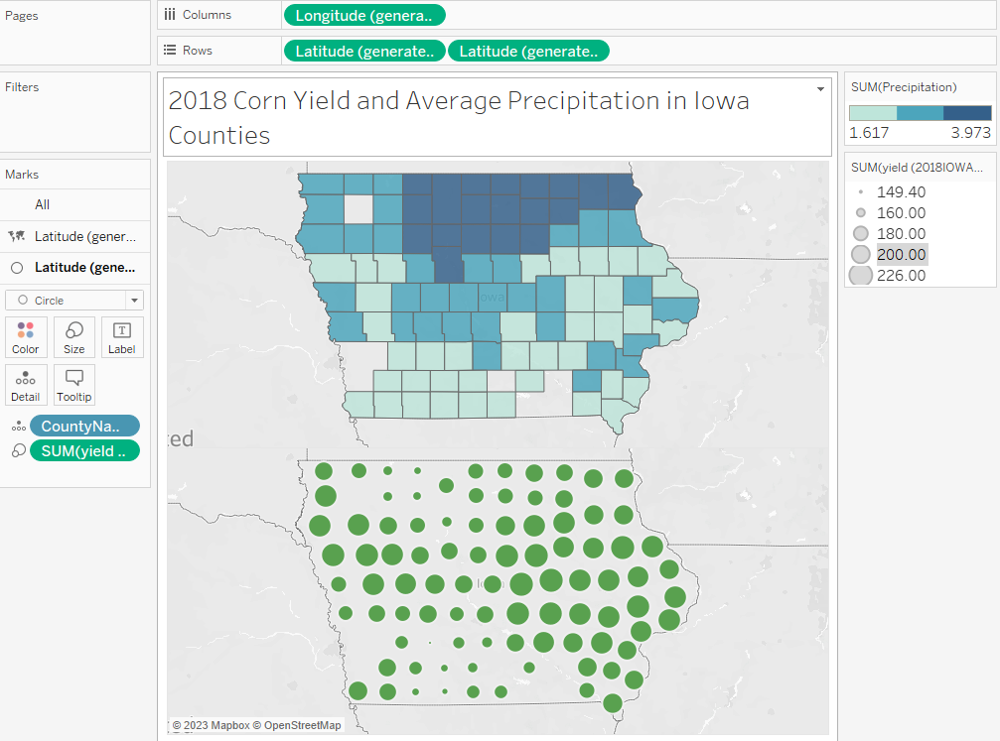 Pages
Columns
Longitude (genera..
Rows
Latitude (generate..
Latitude (generate..
Filters
2018 Corn Yield and Average Precipitation in Iowa
Counties
SUM(Precipitation)
1.617
3.973
SUM(yield (2018IOWA...
149.40
160.00
180.00
200.00
226.00
Marks
All
Latitude (gener...
Latitude (gene...
Circle
Color
Size
Label
Detail
Tooltip
CountyNa..
SUM(yield ..
Iowa
ted
© 2023 Mapbox © OpenStreetMap